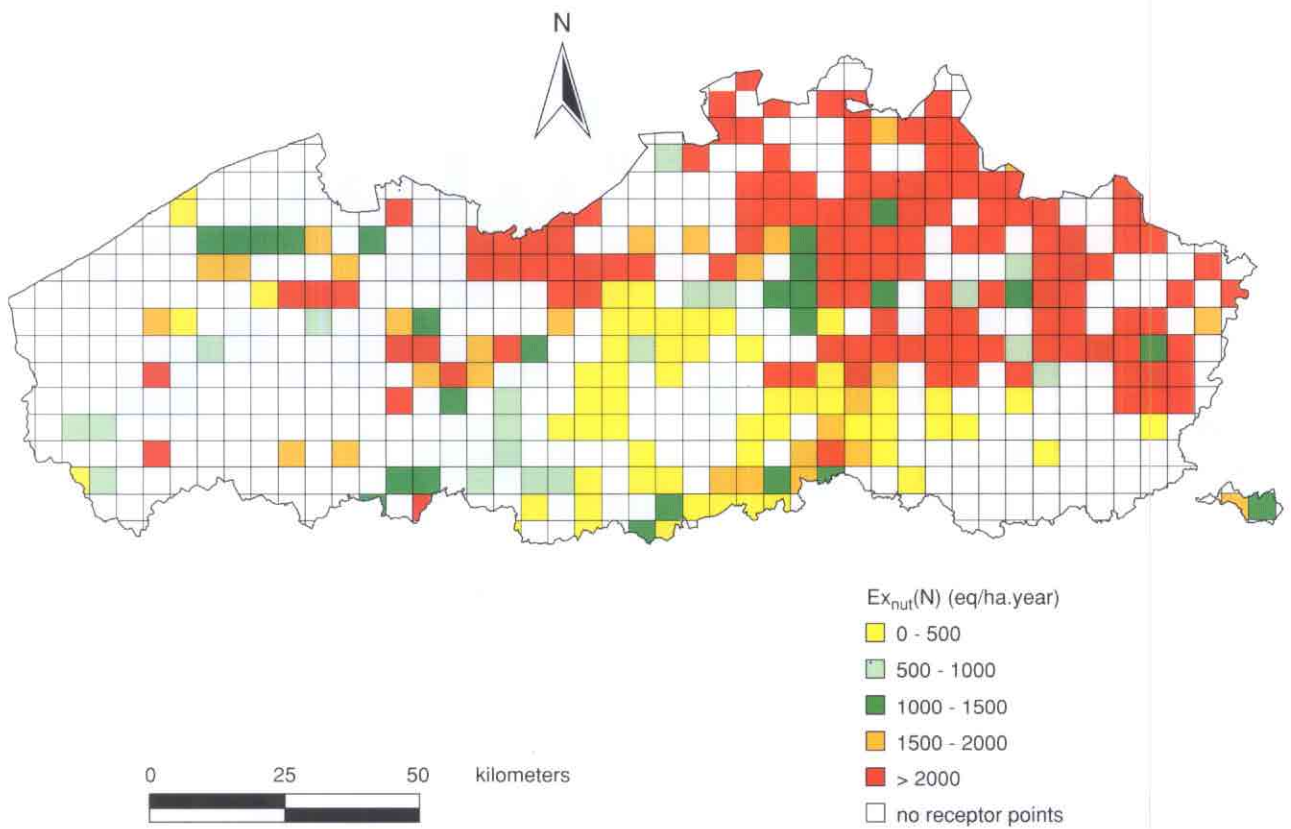 N
Ex_nut(N) (eq/ha.year)
0 - 500
500 - 1000
1000 - 1500
1500 - 2000
> 2000
no receptor points
0 25 50 kilometers